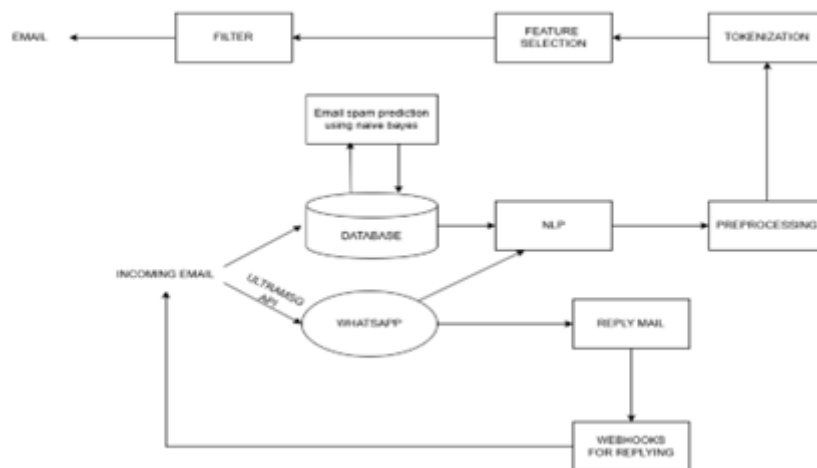 EMAIL
FILTER
FEATURE
SELECTION
TOKENIZATION
Email spam prediction
using naive bayes
DATABASE
NLP
PREPROCESSING
INCOMING EMAIL
ULTRAMSG
API
WHATSAPP
REPLY MAIL
WEBHOOKS
FOR REPLYING